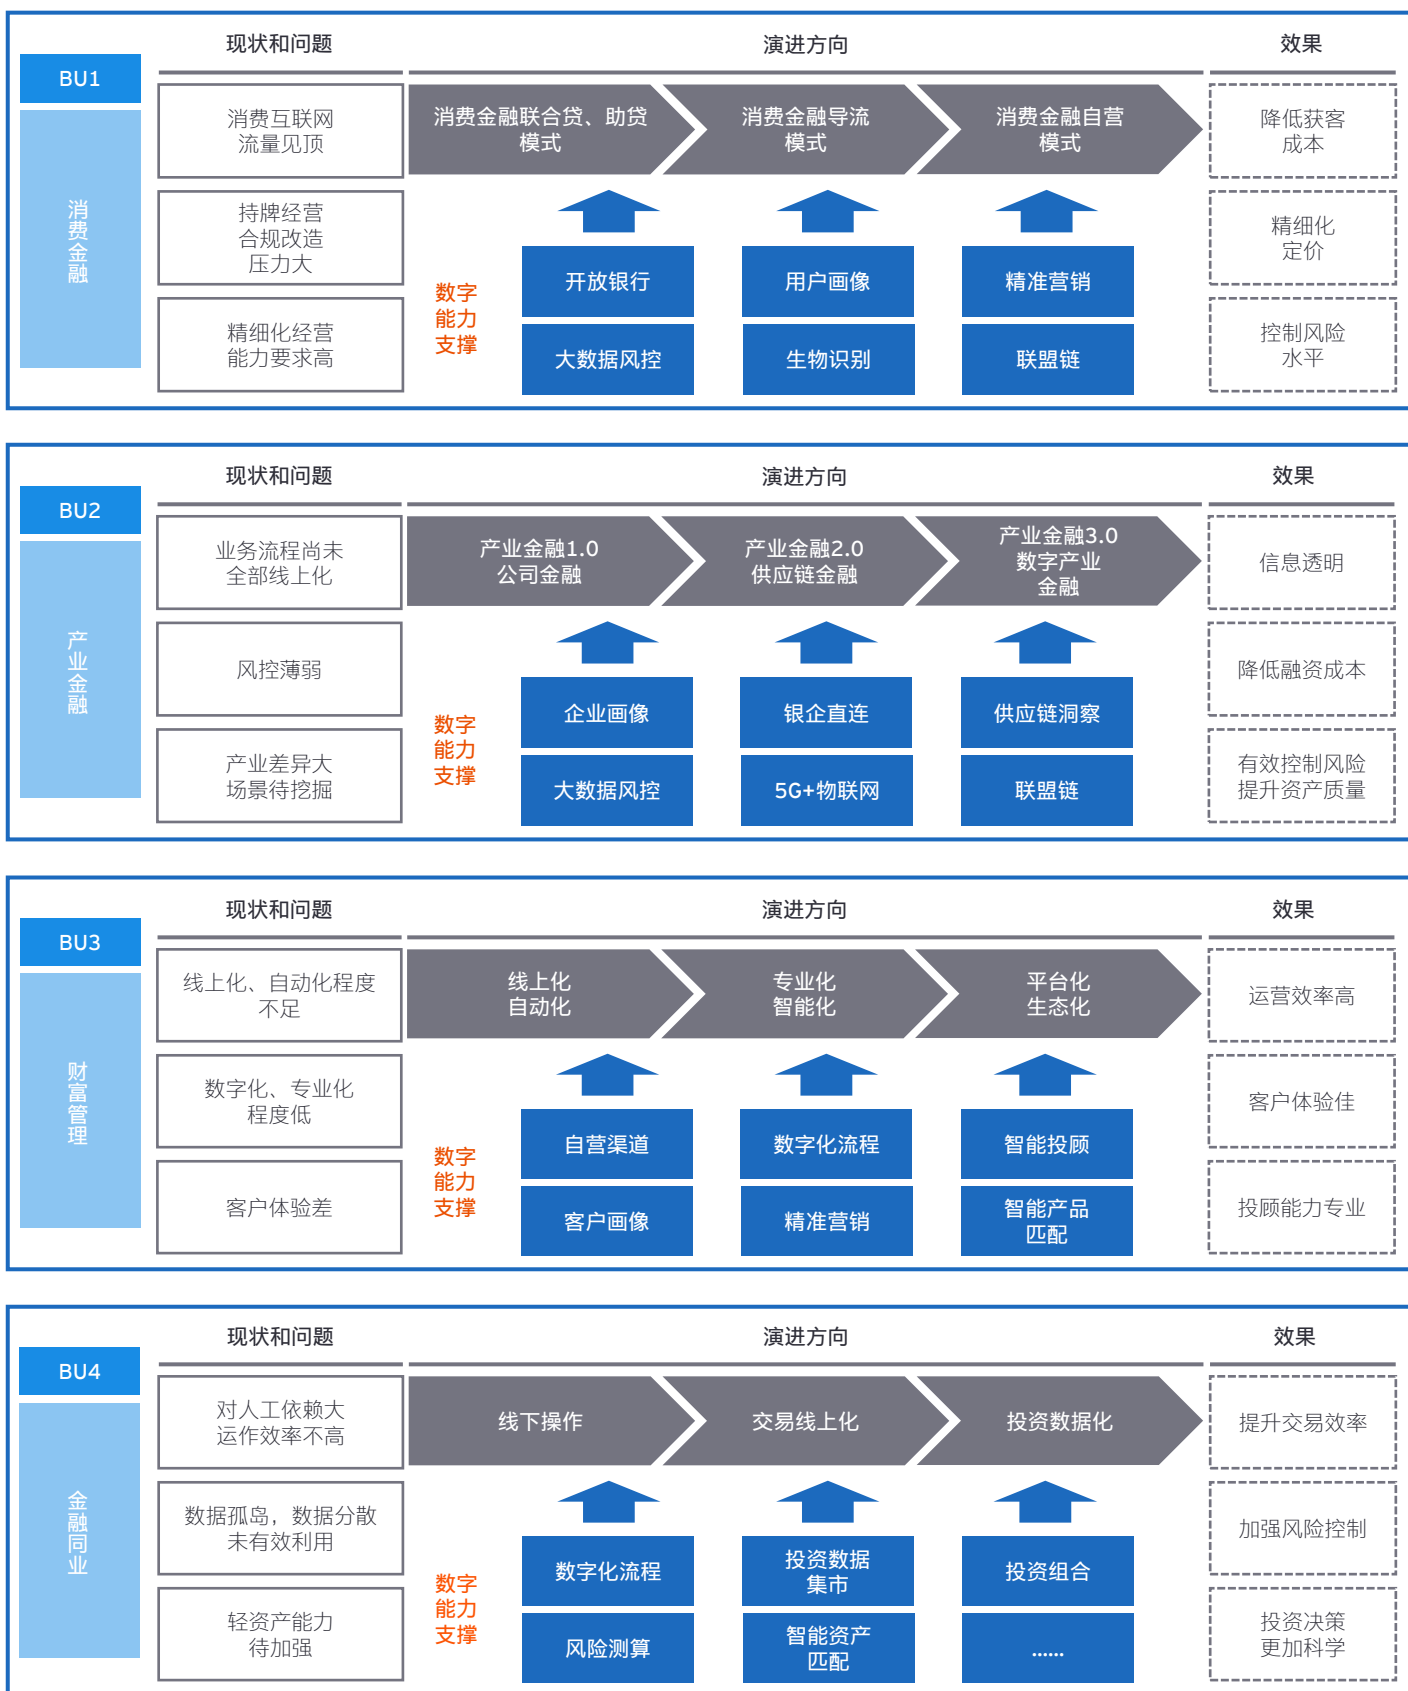 现状和问题
演进方向
效果
BU1
消费金融
消费互联网
流量见顶
持牌经营
合规改造
压力大
精细化经营
能力要求高
消费金融联合贷、助贷
模式
消费金融导流
模式
消费金融自营
模式
数字
能力
支撑
开放银行
用户画像
精准营销
大数据风控
生物识别
联盟链
降低获客
成本
精细化
定价
控制风险
水平
现状和问题
演进方向
效果
BU2
产业金融
业务流程尚未
全部线上化
风控薄弱
产业差异大
场景待挖掘
产业金融1.0
公司金融
产业金融2.0
供应链金融
产业金融3.0
数字产业
金融
数字
能力
支撑
企业画像
银企直连
供应链洞察
大数据风控
5G+物联网
联盟链
信息透明
降低融资成本
有效控制风险
提升资产质量
现状和问题
演进方向
效果
BU3
财富管理
线上化、自动化程度
不足
数字化、专业化
程度低
客户体验差
线上化
自动化
专业化
智能化
平台化
生态化
数字
能力
支撑
自营渠道
数字化流程
智能投顾
客户画像
精准营销
智能产品
匹配
运营效率高
客户体验佳
投顾能力专业
现状和问题
演进方向
效果
BU4
金融同业
对人工依赖大
运作效率不高
数据孤岛，数据分散
未有效利用
轻资产能力
待加强
线下操作
交易线上化
投资数据化
数字
能力
支撑
数字化流程
投资数据
集市
投资组合
风险测算
智能资产
匹配
......
提升交易效率
加强风险控制
投资决策
更加科学